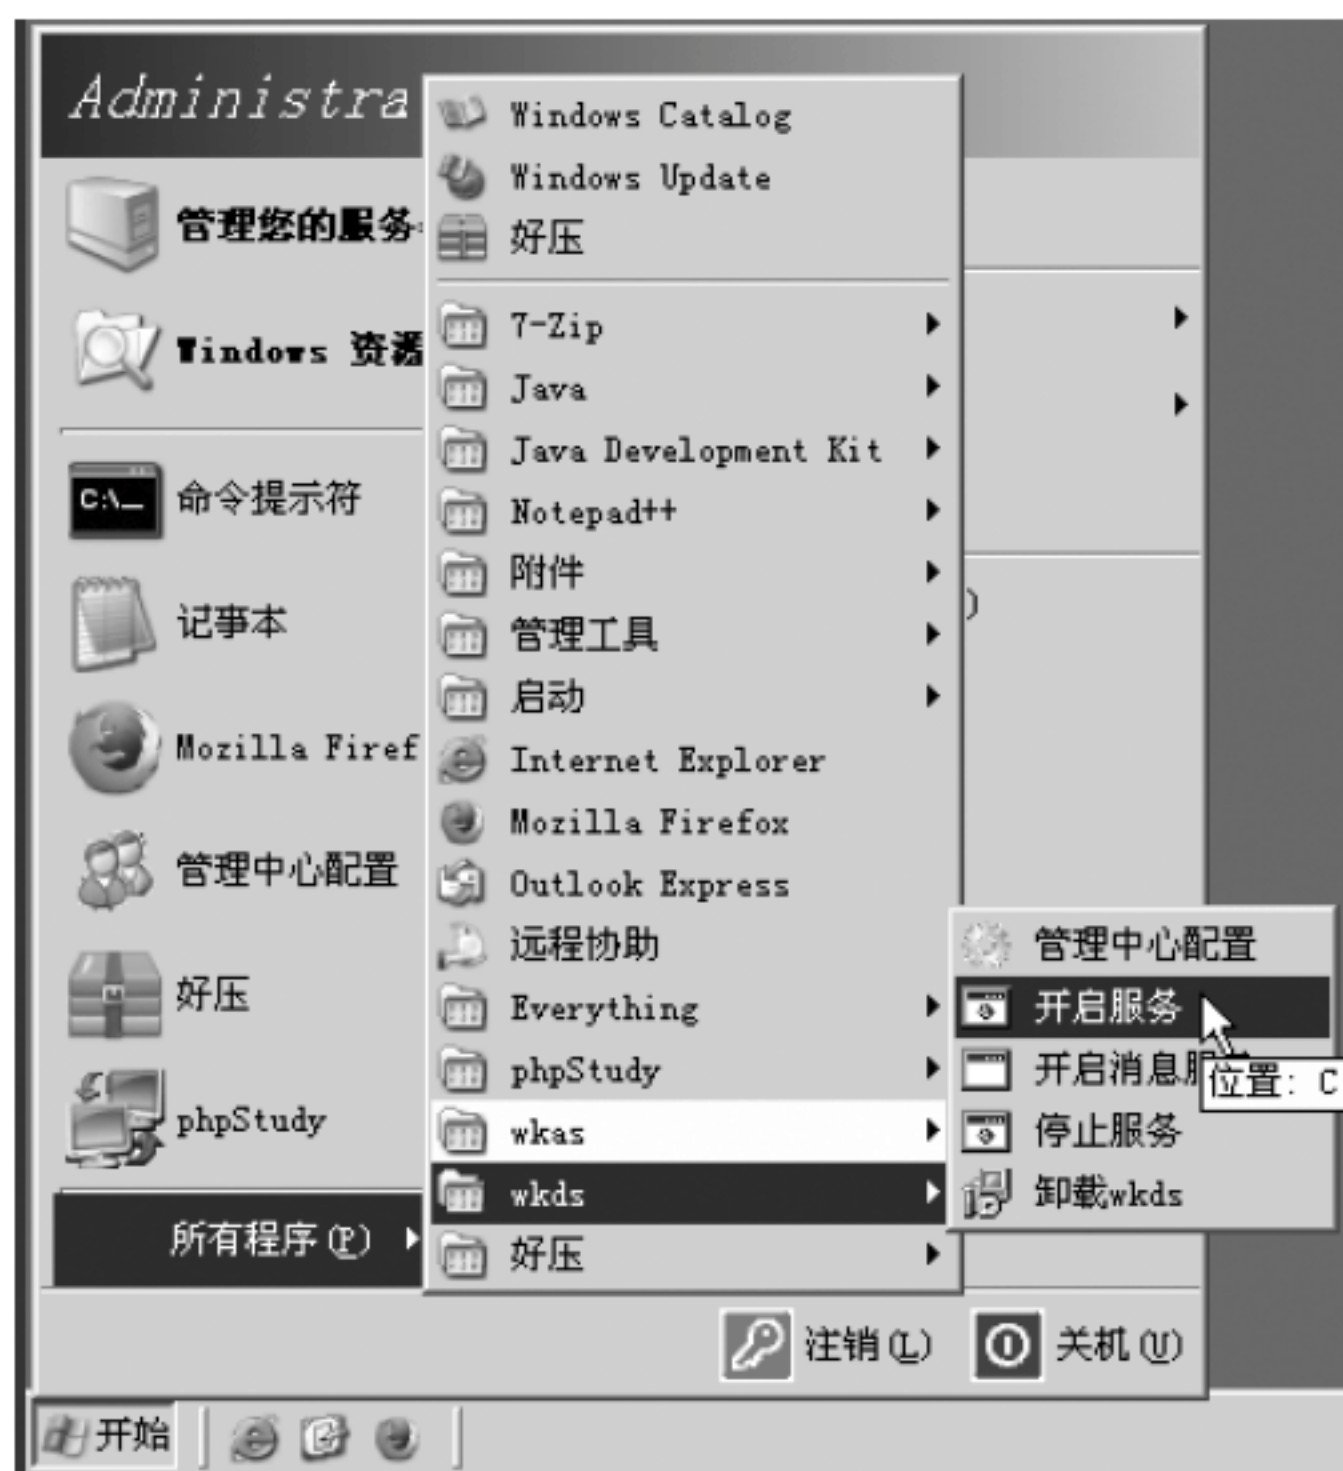 Administra
管理您的服务
Windows 资源
C:\
命令提示符
记事本
Mozilla Firef
管理中心配置
好压
phpStudy
所有程序(P)
Windows Catalog
Windows Update
好压
7-Zip
Java
Java Development Kit
Notepad++
附件
管理工具
启动
Internet Explorer
Mozilla Firefox
Outlook Express
远程协助
Everything
phpStudy
wkas
wkds
好压
)
管理中心配置
开启服务
开启消息服
位置: C
停止服务
卸载wkds
注销(L)
关机(U)
开始